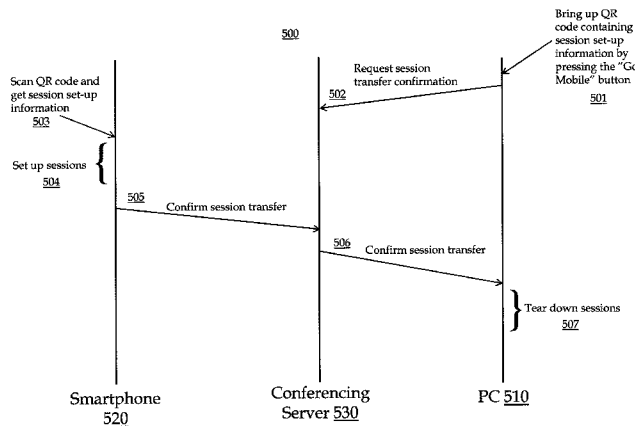 500
Bring up QR
code containing
session set-up
information by
pressing the "Go
Mobile" button
501
Request session
transfer confirmation
502
Scan QR code and
get session set-up
information
503
Set up sessions
504
505
Confirm session transfer
506
Confirm session transfer
Tear down sessions
507
Smartphone
520
Conferencing
Server 530
PC 510